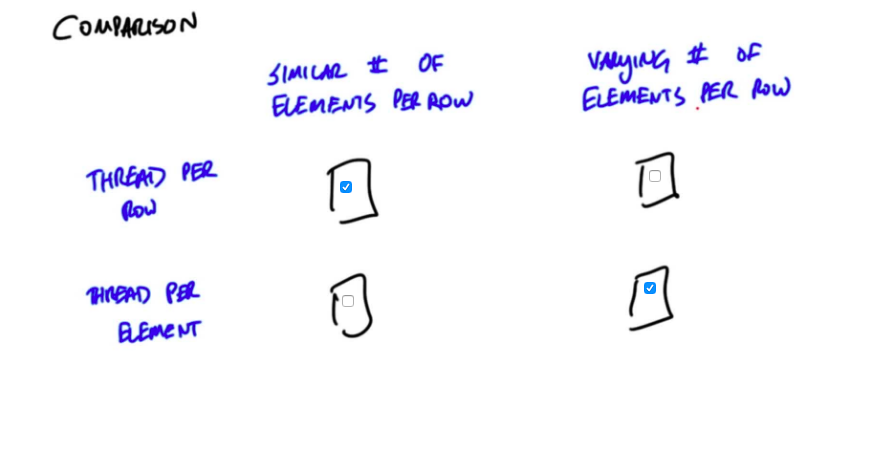 COMPARISON
SIMILAR # OF
ELEMENTS PER ROW
VARYING # OF
ELEMENTS PER ROW
THREAD PER
ROW
THREAD PER
ELEMENT